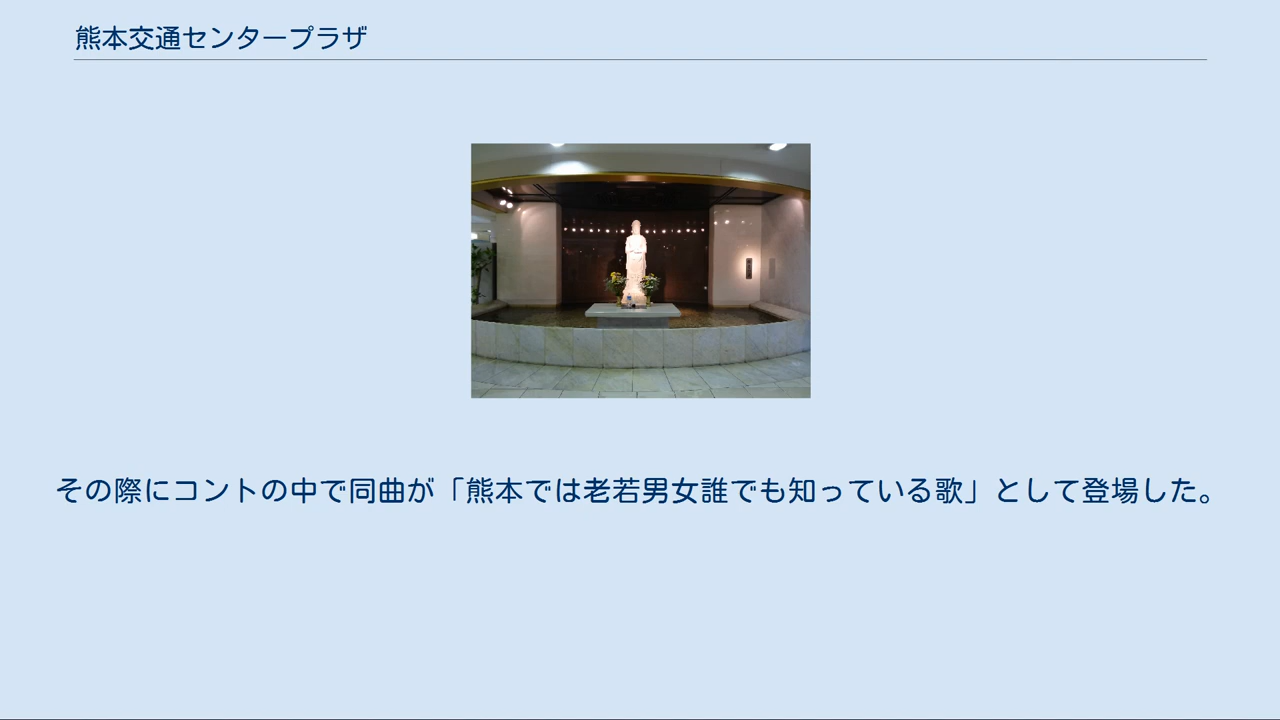 熊本交通センタープラザ
その際にコントの中で同曲が「熊本では老若男女誰でも知っている歌」として登場した。